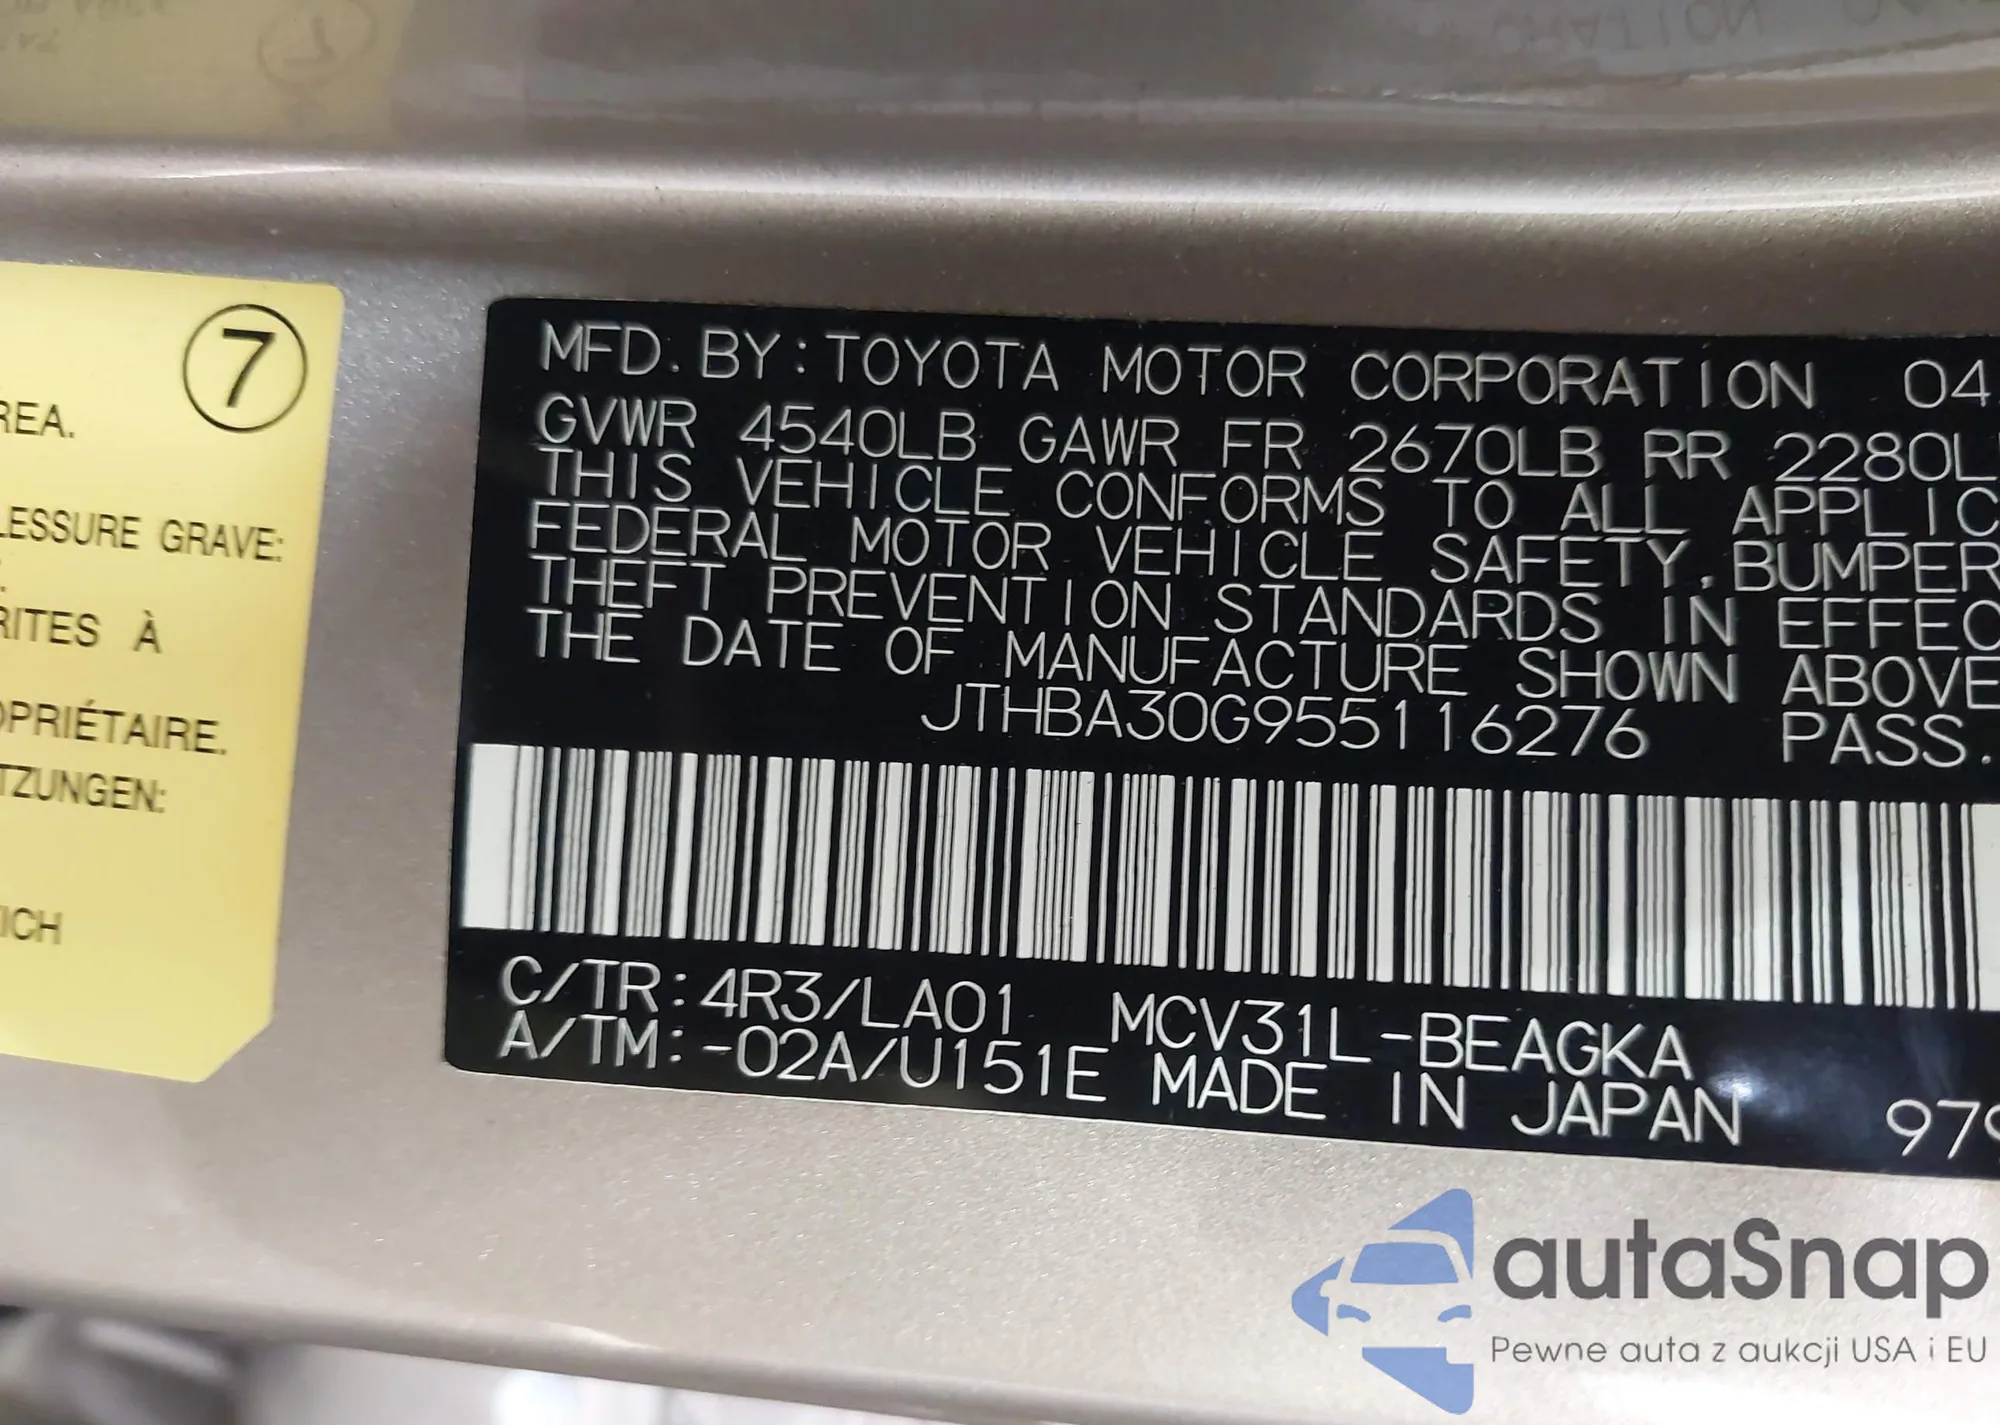 7
REA.
LESSURE GRAVE:
RITES À
OPRIÉTAIRE.
TZUNGEN:
ICH
MFD. BY: TOYOTA MOTOR CORPORATION 04
GVWR 4540LB GAWR FR 2670LB RR 2280L
THIS VEHICLE CONFORMS TO ALL APPLIC
FEDERAL MOTOR VEHICLE SAFETY, BUMPER
THEFT PREVENTION STANDARDS IN EFFEC
THE DATE OF MANUFACTURE SHOWN ABOVE
JTHBA30G955116276 PASS.
C/TR: 4R3/LA01 MCV31L-BEAGKA
A/TM: -02A/U151E MADE IN JAPAN 979
autaSnap
Pewne auta z aukcji USA i EU